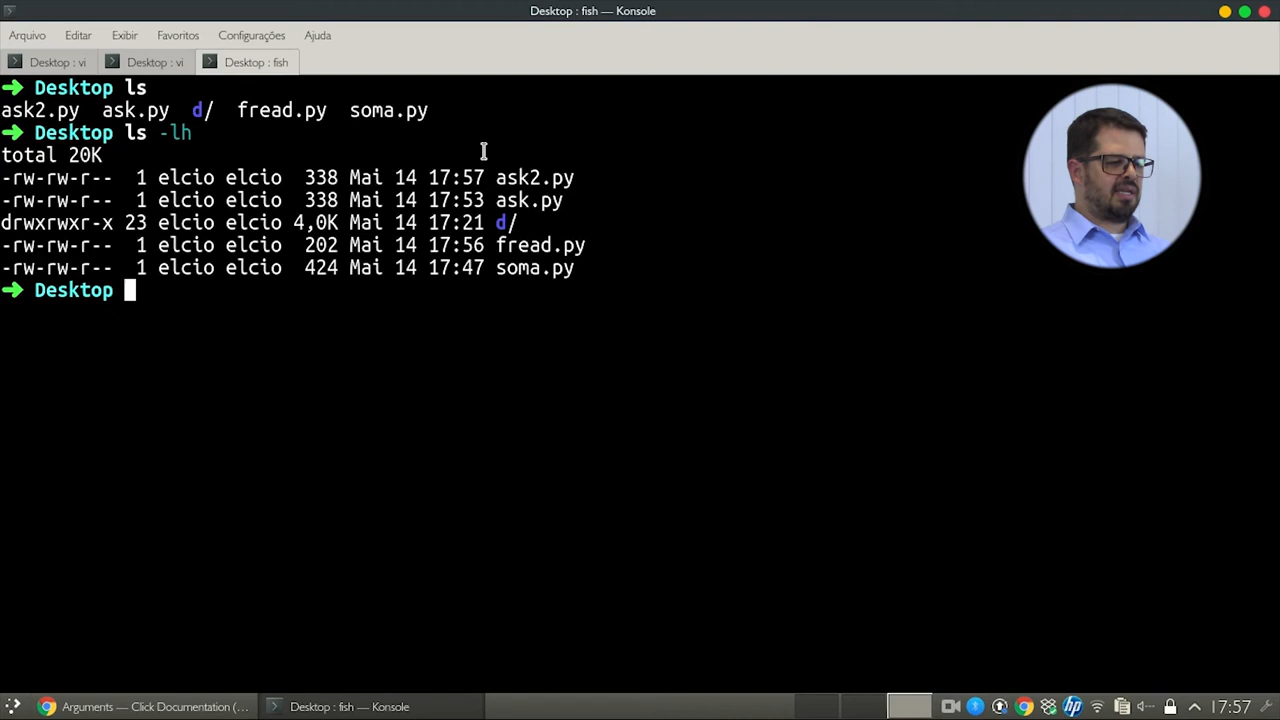 Desktop : fish — Konsole
Arquivo Editar Exibir Favoritos Configurações Ajuda
Desktop : vi Desktop : vi Desktop : fish
➜ Desktop ls
ask2.py ask.py d/ fread.py soma.py
➜ Desktop ls -lh
total 20K
-rw-rw-r-- 1 elcio elcio 338 Mai 14 17:57 ask2.py
-rw-rw-r-- 1 elcio elcio 338 Mai 14 17:53 ask.py
drwxrwxr-x 23 elcio elcio 4,0K Mai 14 17:21 d/
-rw-rw-r-- 1 elcio elcio 202 Mai 14 17:56 fread.py
-rw-rw-r-- 1 elcio elcio 424 Mai 14 17:47 soma.py
➜ Desktop
Arguments — Click Documentation (... Desktop : fish — Konsole hp 17:57